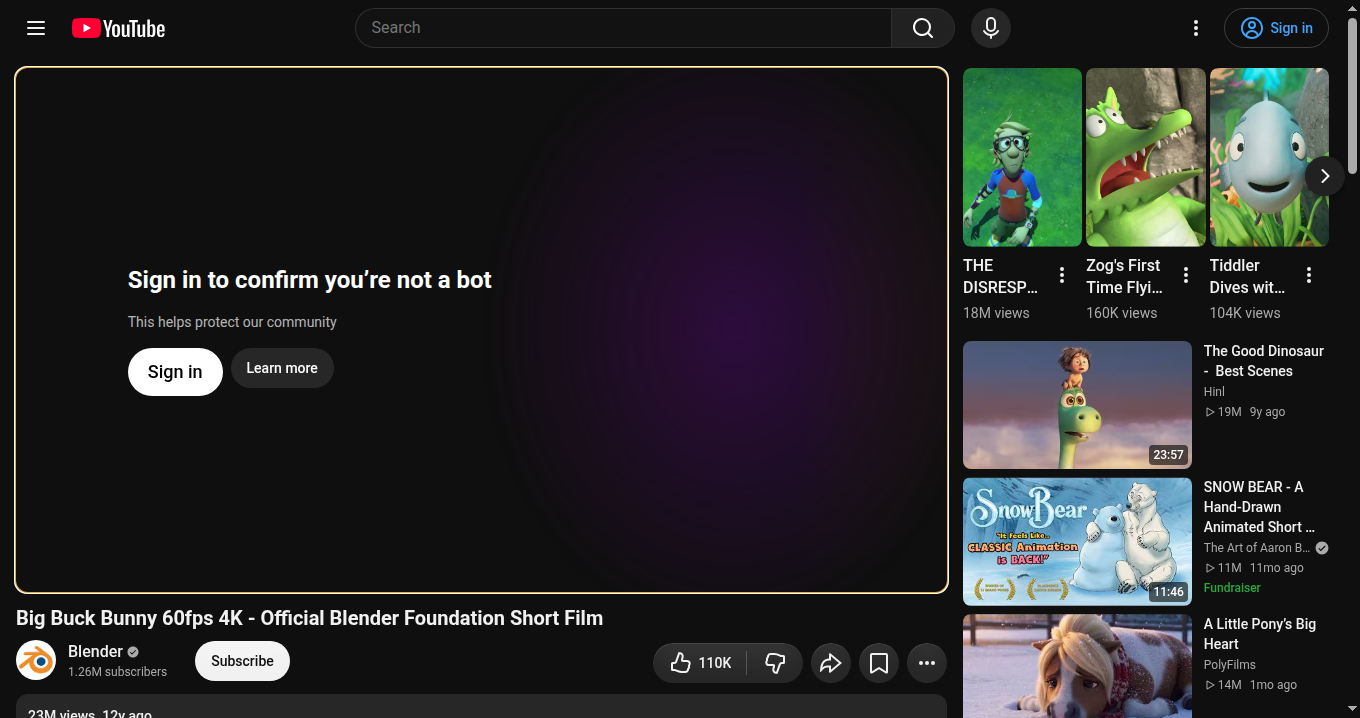 YouTube
Search
Sign in
Sign in to confirm you’re not a bot
This helps protect our community
Sign in
Learn more
Big Buck Bunny 60fps 4K - Official Blender Foundation Short Film
Blender
1.26M subscribers
Subscribe
110K
23M views 12y ago
THE
DISRESP...
18M views
Zog's First
Time Flyi...
160K views
Tiddler
Dives wit...
104K views
23:57
The Good Dinosaur
- Best Scenes
Hinl
19M 9y ago
Snow Bear
"It Feels Like..
CLASSIC Animation
is BACK!"
11:46
SNOW BEAR - A
Hand-Drawn
Animated Short ...
The Art of Aaron B...
11M 11mo ago
Fundraiser
A Little Pony’s Big
Heart
PolyFilms
14M 1mo ago